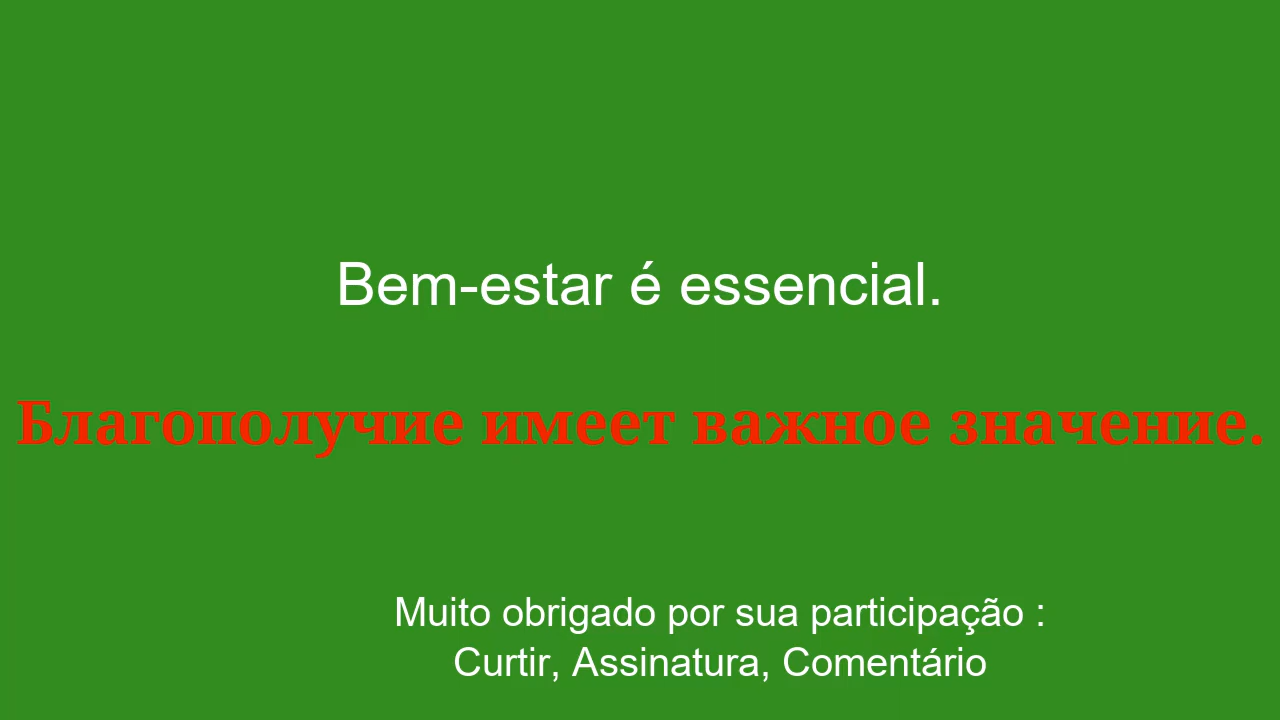 Bem-estar é essencial.
Благополучие имеет важное значение.
Muito obrigado por sua participação :
Curtir, Assinatura, Comentário